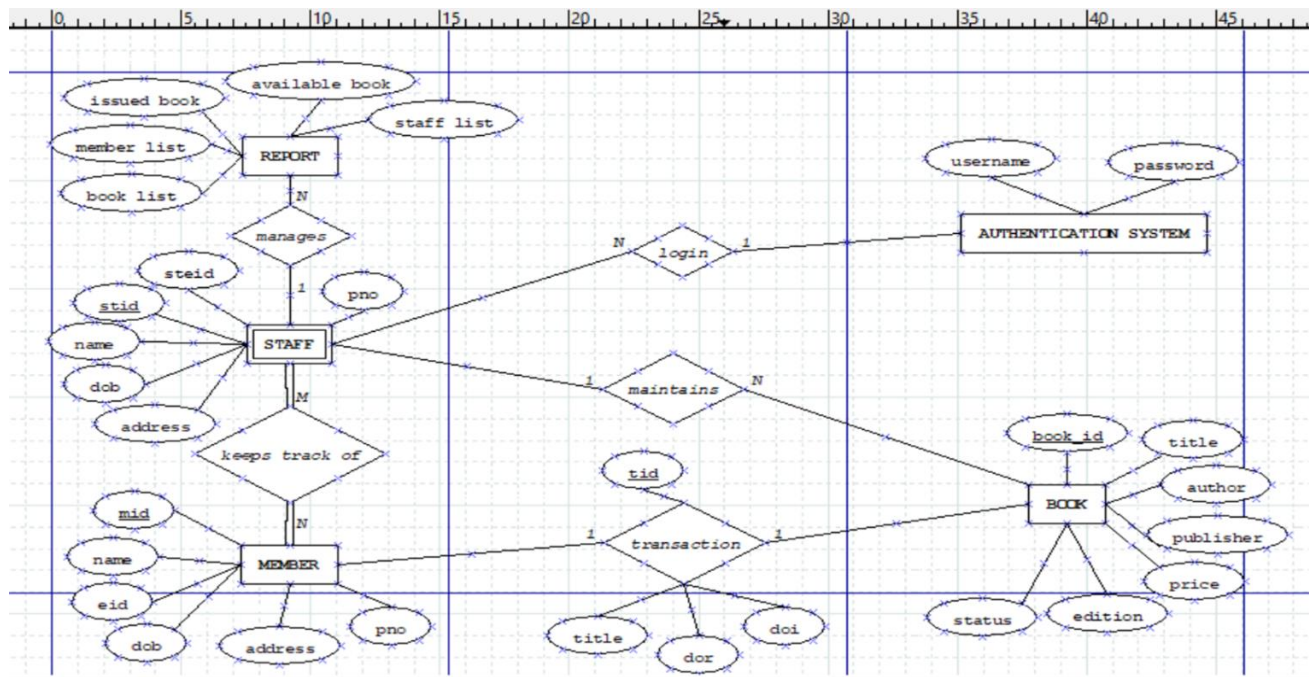 0 5 10 15 20 25 30 35 40 45
available book
issued book
staff list
member list
REPORT
book list
username
password
N
manages
N
login
1
AUTHENTICATION SYSTEM
steid
1
pno
stid
name
STAFF
dob
address
1
maintains
N
M
keeps track of
N
book_id
title
author
BOOK
publisher
price
status
edition
tid
1
transaction
1
mid
name
MEMBER
eid
dob
address
pno
title
dor
doi